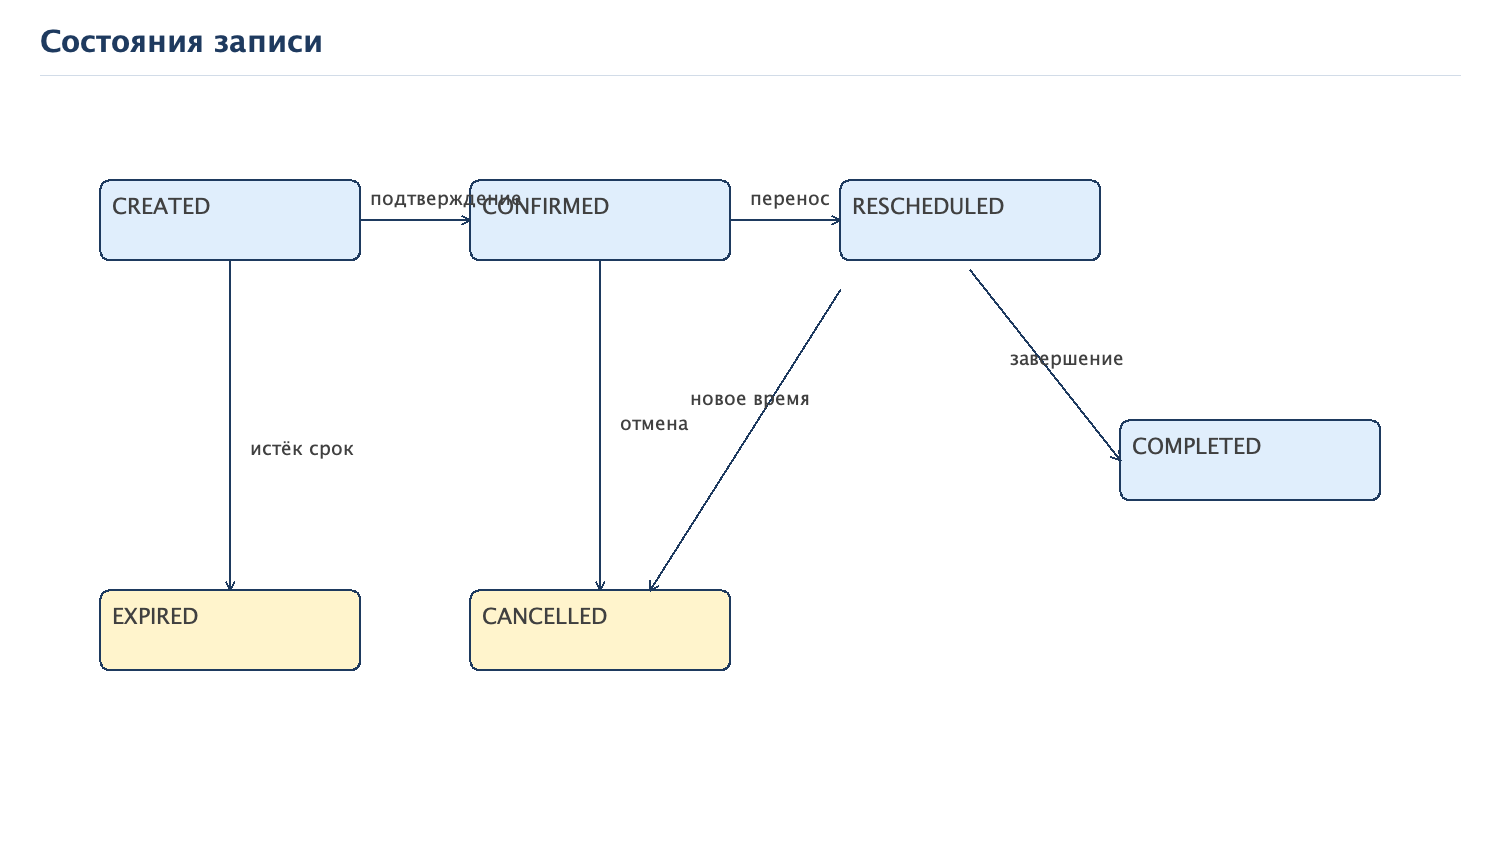 Состояния записи
CREATED
подтверждение
CONFIRMED
перенос
RESCHEDULED
завершение
новое время
отмена
истёк срок
COMPLETED
EXPIRED
CANCELLED